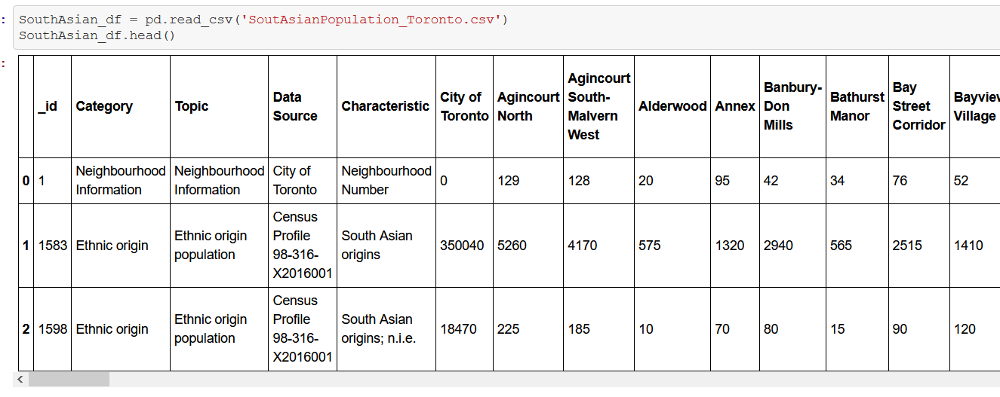 : SouthAsian_df = pd.read_csv('SoutAsianPopulation_Toronto.csv')
SouthAsian_df.head()
:
_id Category Topic Data Source Characteristic City of Toronto Agincourt North Agincourt South-Malvern West Alderwood Annex Banbury-Don Mills Bathurst Manor Bay Street Corridor Bayview Village
0 1 Neighbourhood Information Neighbourhood Information City of Toronto Neighbourhood Number 0 129 128 20 95 42 34 76 52
1 1583 Ethnic origin Ethnic origin population Census Profile 98-316-X2016001 South Asian origins 350040 5260 4170 575 1320 2940 565 2515 1410
2 1598 Ethnic origin Ethnic origin population Census Profile 98-316-X2016001 South Asian origins; n.i.e. 18470 225 185 10 70 80 15 90 120